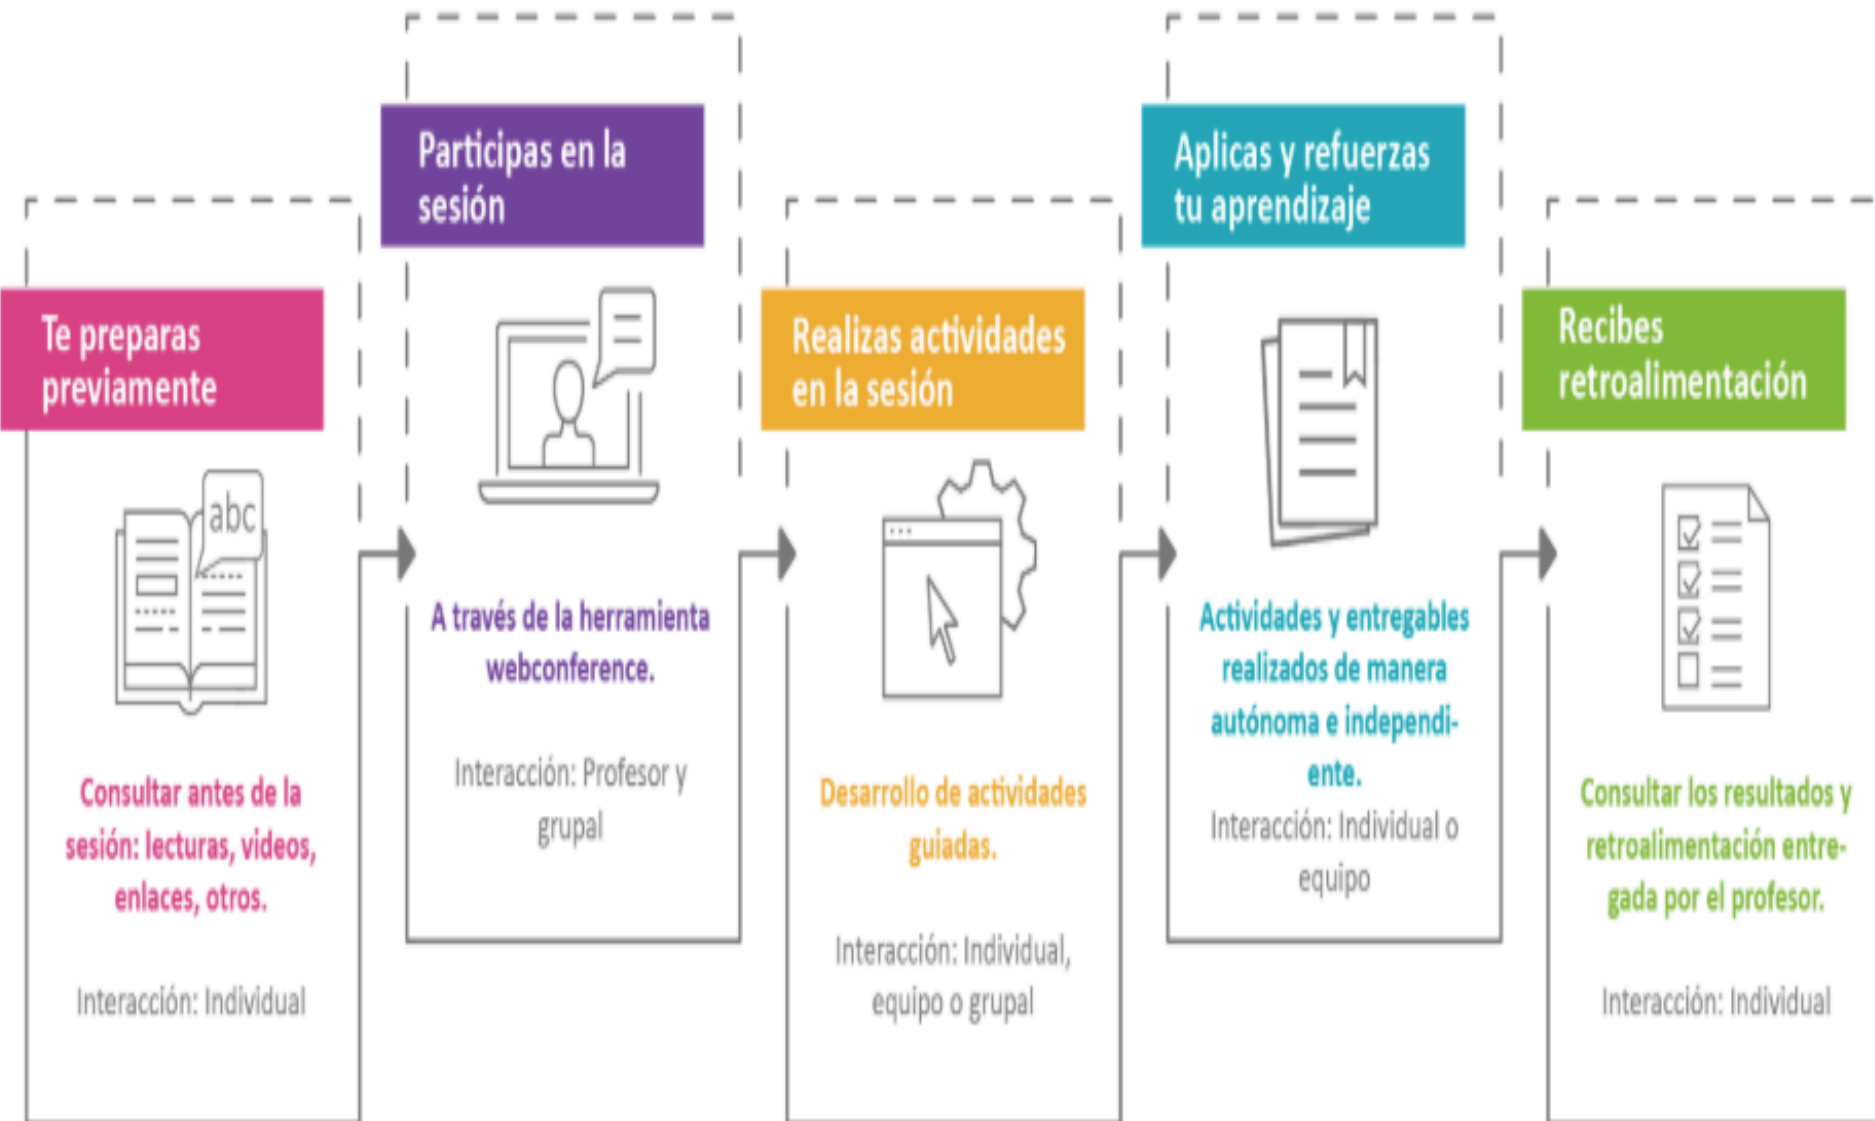 Te preparas
previamente
abc
Consultar antes de la
sesión: lecturas, videos,
enlaces, otros.
Interacción: Individual
Participas en la
sesión
A través de la herramienta
webconference.
Interacción: Profesor y
grupal
Realizas actividades
en la sesión
Desarrollo de actividades
guiadas.
Interacción: Individual,
equipo o grupal
Aplicas y refuerzas
tu aprendizaje
Actividades y entregables
realizados de manera
autónoma e independi-
ente.
Interacción: Individual o
equipo
Recibes
retroalimentación
Consultar los resultados y
retroalimentación entre-
gada por el profesor.
Interacción: Individual